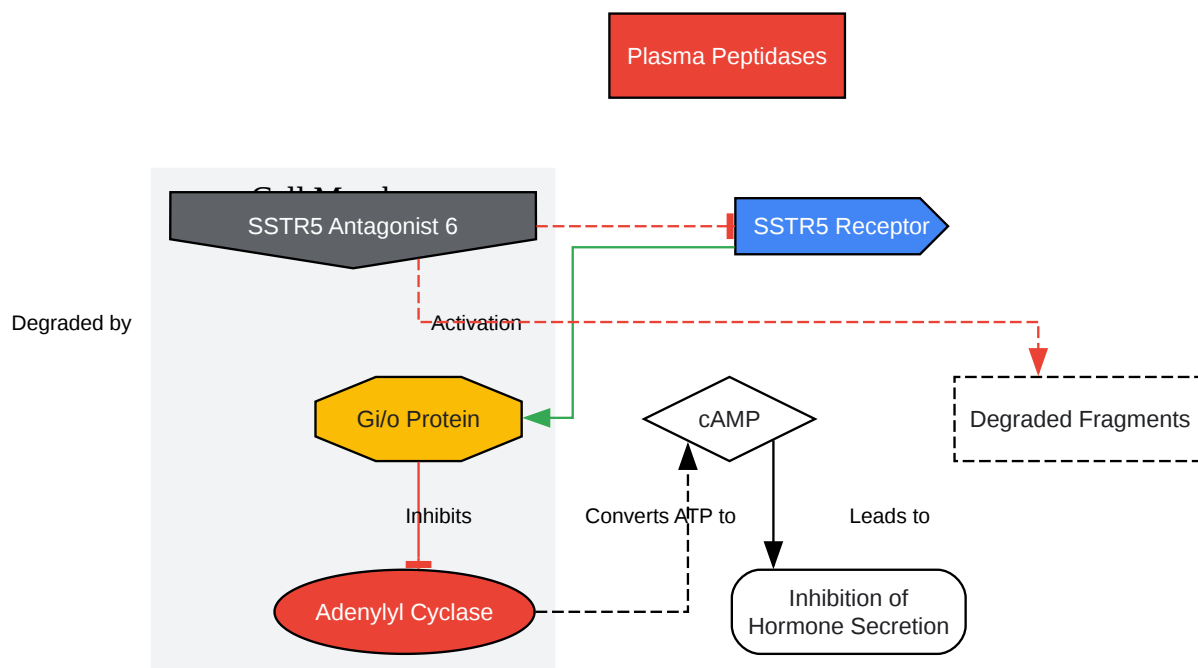 Plasma Peptidases
SSTR5 Antagonist 6
SSTR5 Receptor
Degraded by
Activation
Gi/o Protein
cAMP
Degraded Fragments
Inhibits
Converts ATP to
Leads to
Adenylyl Cyclase
Inhibition of
Hormone Secretion